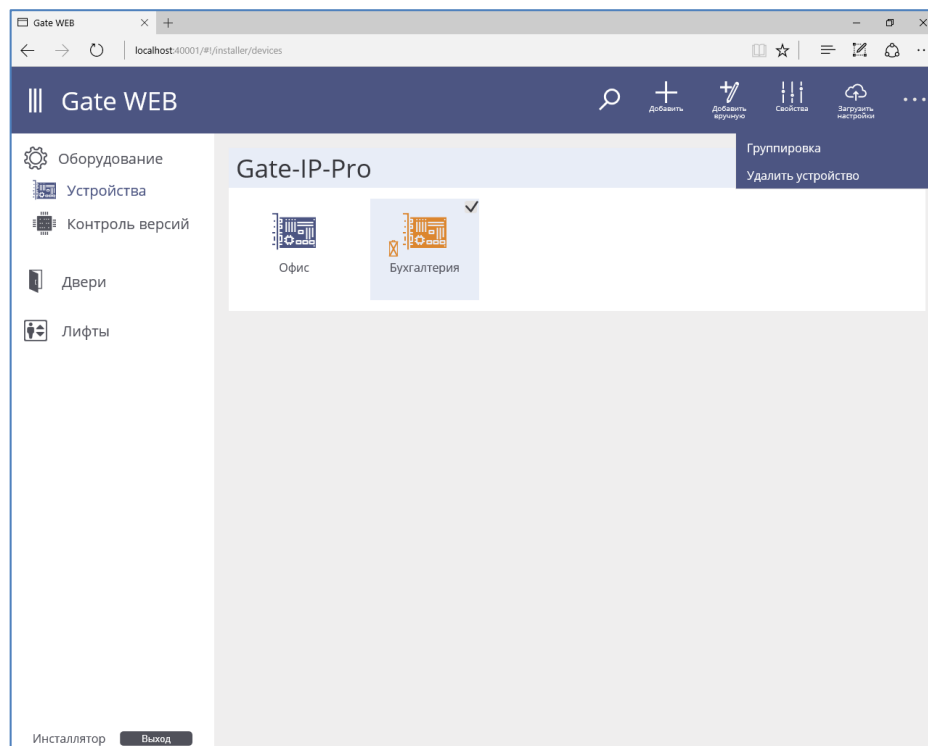 Gate WEB
localhost:40001/#!/installer/devices
Gate WEB
Добавить
Добавить вручную
Свойства
Загрузить настройки
Группировка
Удалить устройство
Оборудование
Устройства
Контроль версий
Двери
Лифты
Gate-IP-Pro
Офис
Бухгалтерия
Инсталлятор
Выход